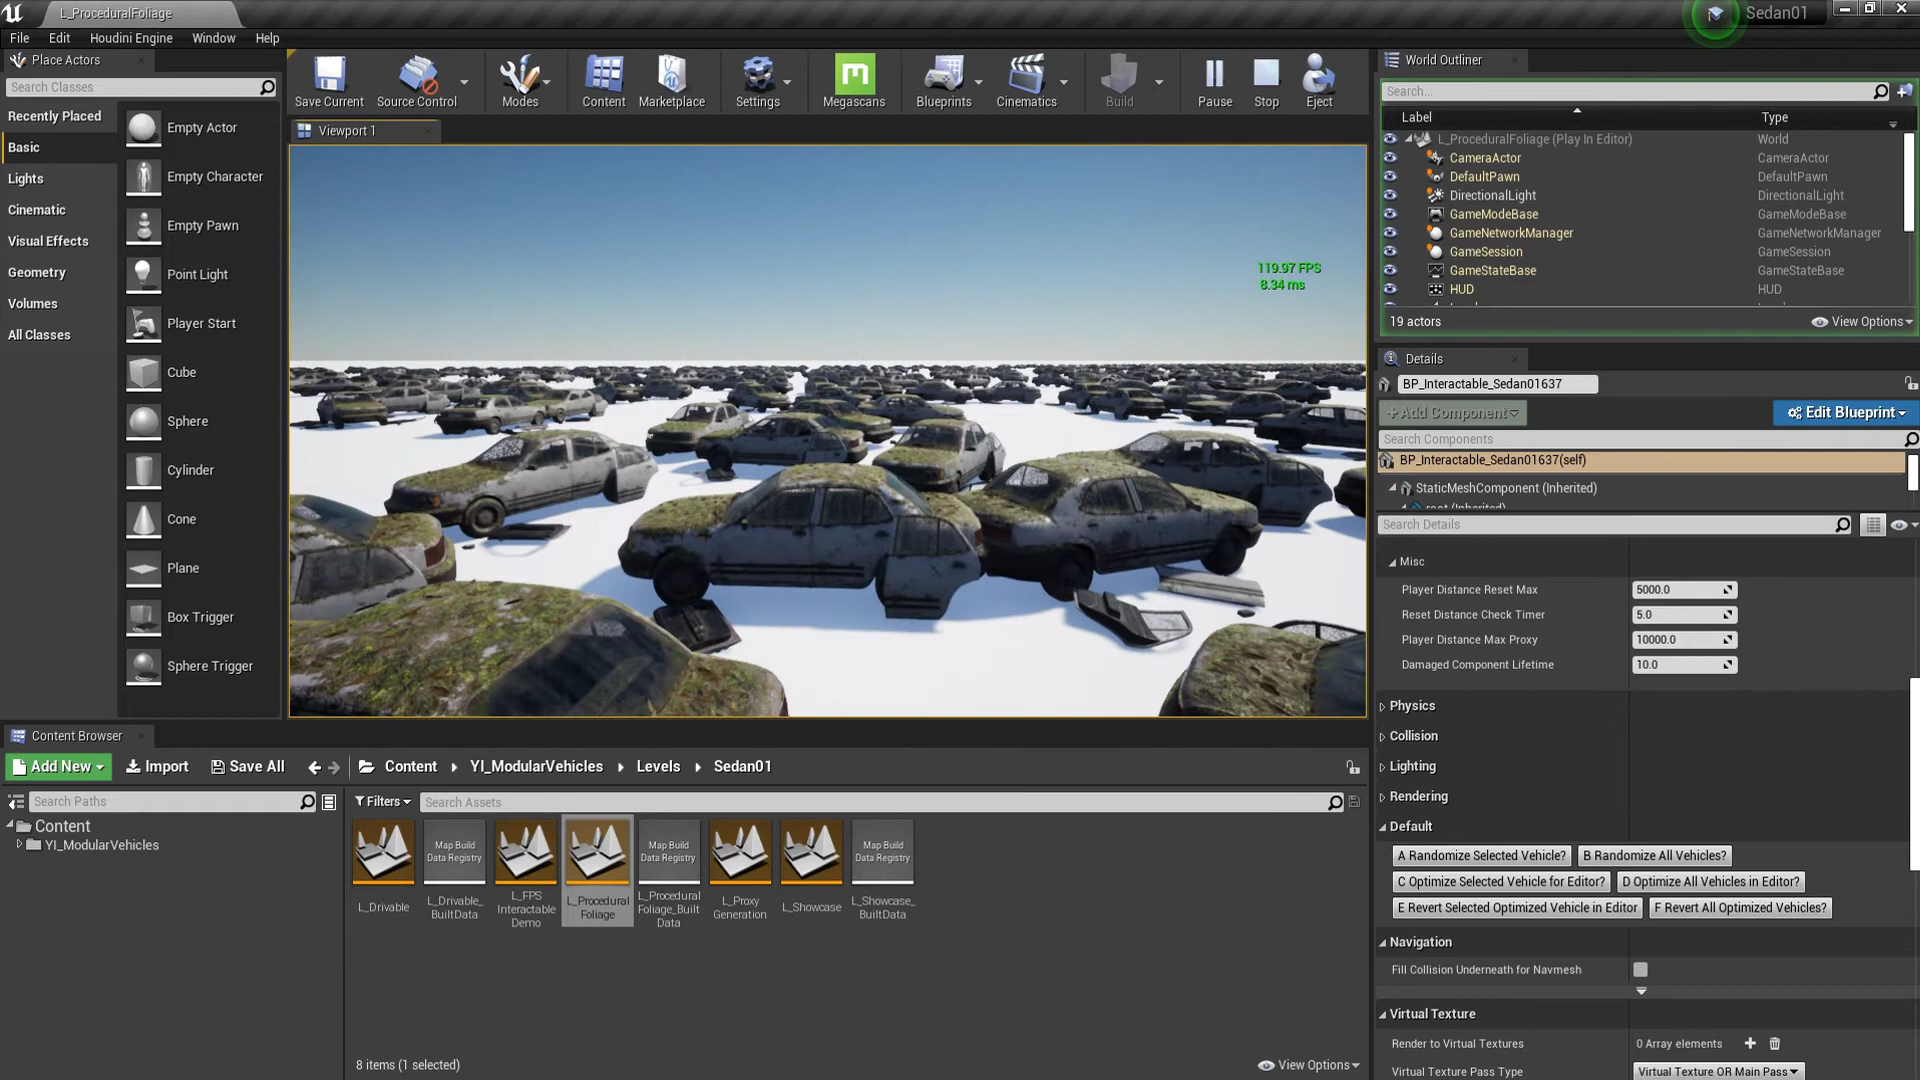 L_ProceduralFoliage
Sedan01
File Edit Houdini Engine Window Help
Place Actors
Search Classes
Recently Placed
Basic
Lights
Cinematic
Visual Effects
Geometry
Volumes
All Classes
Empty Actor
Empty Character
Empty Pawn
Point Light
Player Start
Cube
Sphere
Cylinder
Cone
Plane
Box Trigger
Sphere Trigger
Save Current Source Control Modes Content Marketplace Settings Megascans Blueprints Cinematics Build Pause Stop Eject
Viewport 1
119.97 FPS
8.34 ms
World Outliner
Search...
Label Type
L_ProceduralFoliage (Play In Editor) World
CameraActor CameraActor
DefaultPawn DefaultPawn
DirectionalLight DirectionalLight
GameModeBase GameModeBase
GameNetworkManager GameNetworkManager
GameSession GameSession
GameStateBase GameStateBase
HUD HUD
19 actors View Options
Details
BP_Interactable_Sedan01637
+Add Component Edit Blueprint
Search Components
BP_Interactable_Sedan01637(self)
StaticMeshComponent (Inherited)
root (Inherited)
Search Details
Misc
Player Distance Reset Max 5000.0
Reset Distance Check Timer 5.0
Player Distance Max Proxy 10000.0
Damaged Component Lifetime 10.0
Physics
Collision
Lighting
Rendering
Default
A Randomize Selected Vehicle? B Randomize All Vehicles?
C Optimize Selected Vehicle for Editor? D Optimize All Vehicles in Editor?
E Revert Selected Optimized Vehicle in Editor F Revert All Optimized Vehicles?
Navigation
Fill Collision Underneath for Navmesh
Virtual Texture
Render to Virtual Textures 0 Array elements
Virtual Texture Pass Type Virtual Texture OR Main Pass
Content Browser
Add New Import Save All Content YI_ModularVehicles Levels Sedan01
Search Paths
Filters Search Assets
Content
YI_ModularVehicles
Map Build
Data Registry
Map Build
Data Registry
Map Build
Data Registry
L_Drivable
L_Drivable_
BuiltData
L_FPS
Interactable
Demo
L_Procedural
Foliage
L_Procedural
Foliage_Built
Data
L_Proxy
Generation
L_Showcase
L_Showcase_
BuiltData
8 items (1 selected) View Options